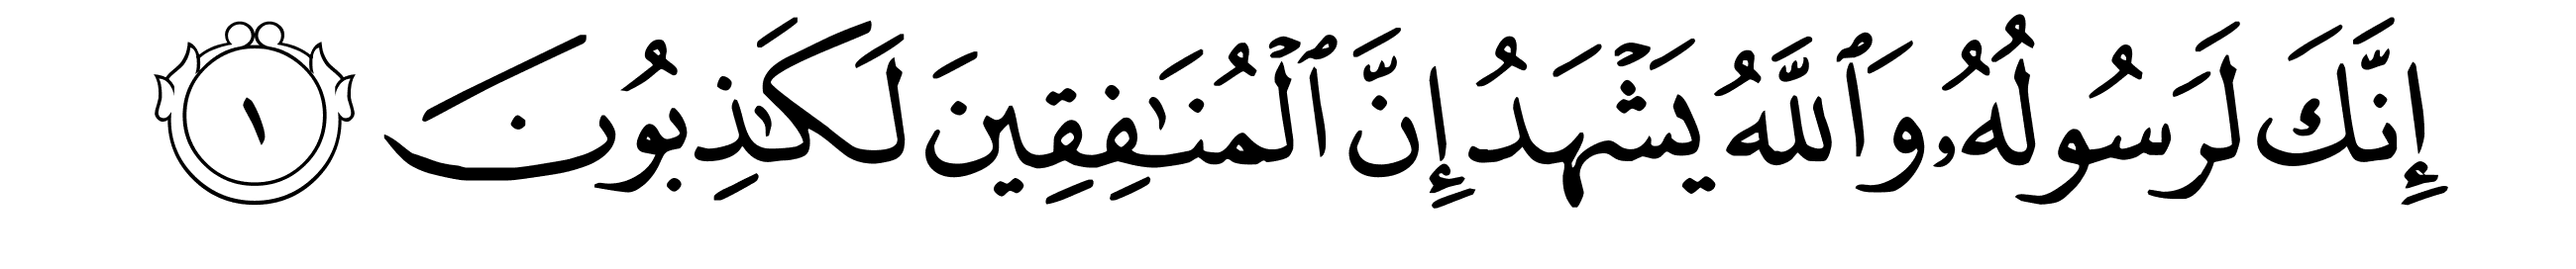 إِنَّكَ لَرَسُولُهُۥ وَٱللَّهُ يَشْهَدُ إِنَّ ٱلْمُنَـٰفِقِينَ لَكَـٰذِبُونَ ١